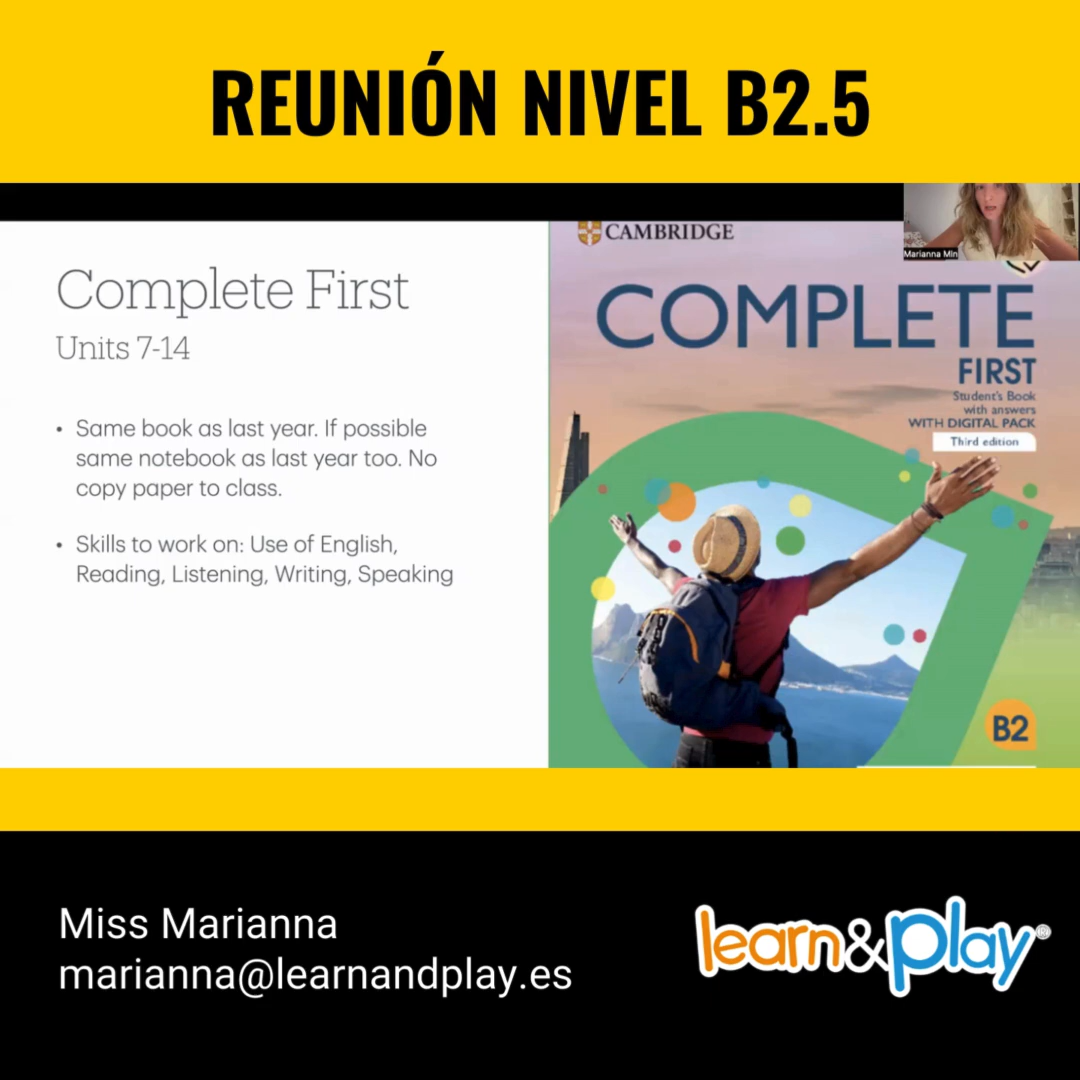 REUNIÓN NIVEL B2.5
Marianna Min
Complete First
Units 7-14
• Same book as last year. If possible
same notebook as last year too. No
copy paper to class.
• Skills to work on: Use of English,
Reading, Listening, Writing, Speaking
CAMBRIDGE
COMPLETE
FIRST
Student's Book
with answers
WITH DIGITAL PACK
Third edition
B2
Miss Marianna
marianna@learnandplay.es
learn&play®